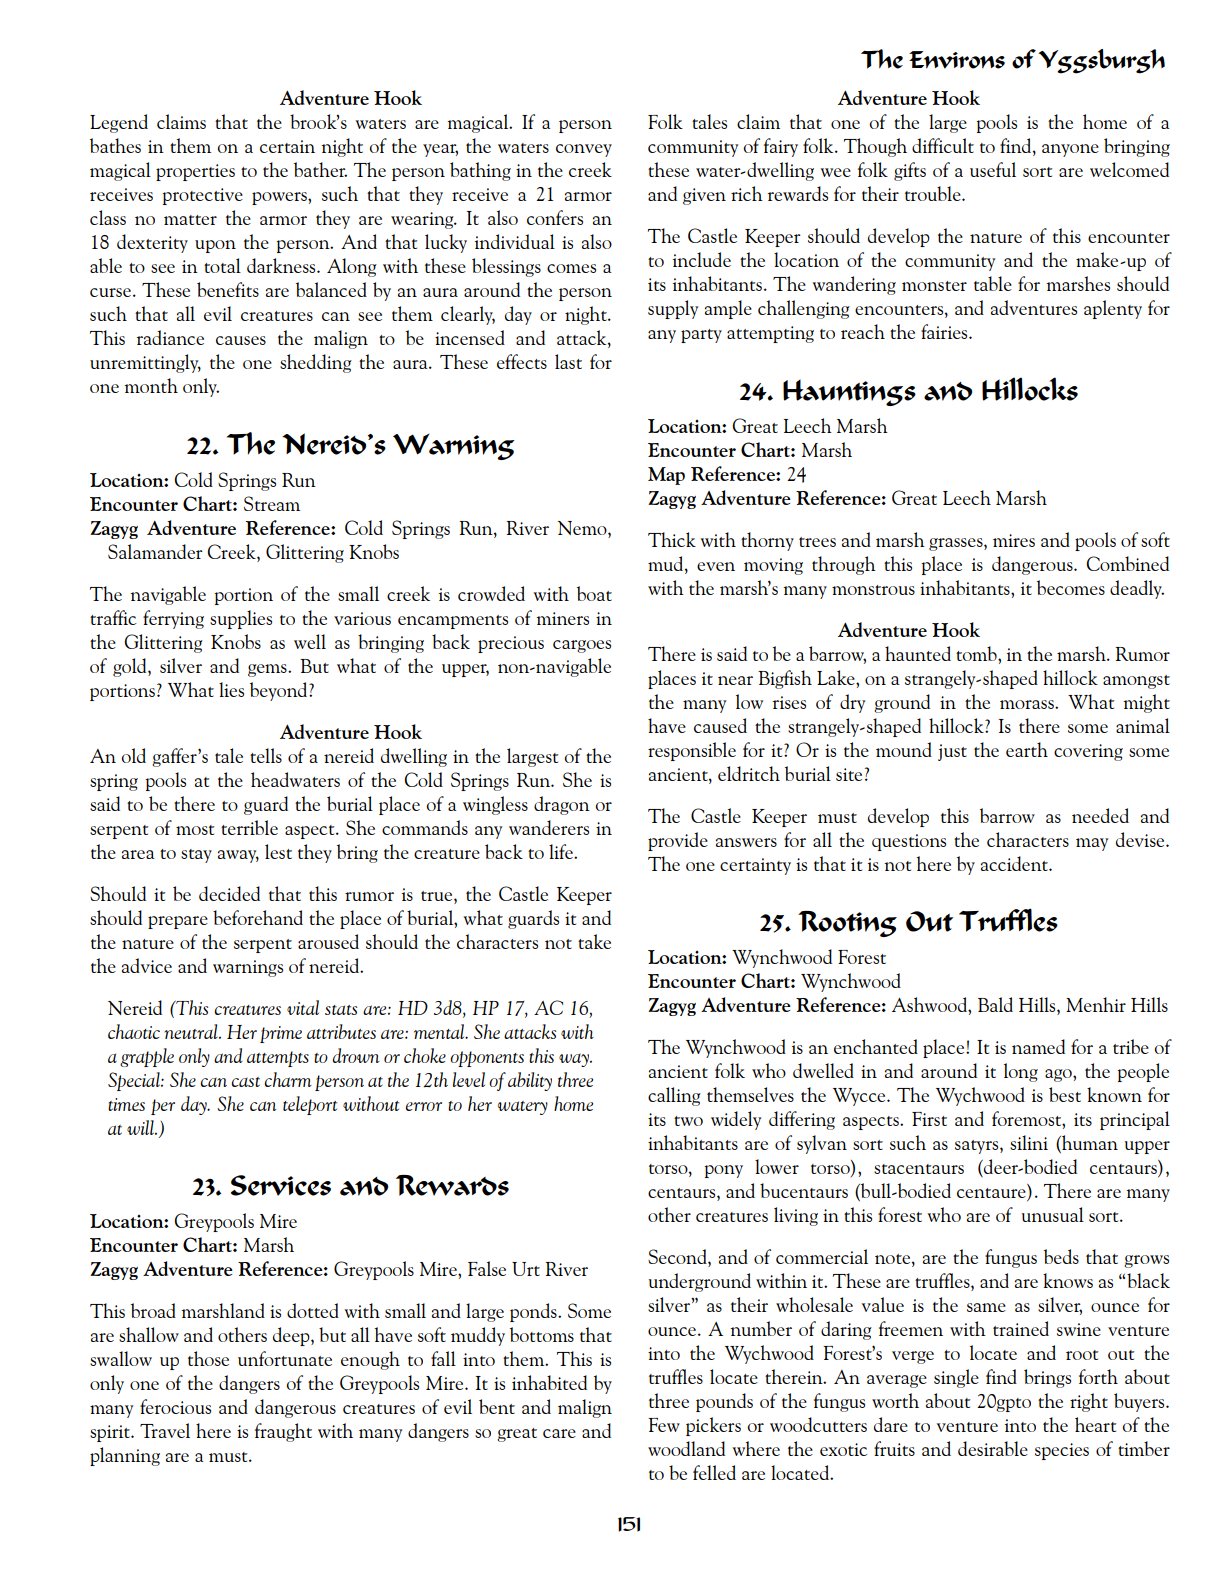 The Environs of Yggsburgh
Adventure Hook
Legend claims that the brook's waters are magical. If a person
bathes in them on a certain night of the year, the waters convey
magical properties to the bather. The person bathing in the creek
receives protective powers, such that they receive a 21 armor
class no matter the armor they are wearing. It also confers an
18 dexterity upon the person. And that lucky individual is also
able to see in total darkness. Along with these blessings comes a
curse. These benefits are balanced by an aura around the person
such that all evil creatures can see them clearly, day or night.
This radiance causes the malign to be incensed and attack,
unremittingly, the one shedding the aura. These effects last for
one month only.
22. The Nereid's Warning
Location: Cold Springs Run
Encounter Chart: Stream
Zagyg Adventure Reference: Cold Springs Run, River Nemo,
Salamander Creek, Glittering Knobs
The navigable portion of the small creek is crowded with boat
traffic ferrying supplies to the various encampments of miners in
the Glittering Knobs as well as bringing back precious cargoes
of gold, silver and gems. But what of the upper, non-navigable
portions? What lies beyond?
Adventure Hook
An old gaffer's tale tells of a nereid dwelling in the largest of the
spring pools at the headwaters of the Cold Springs Run. She is
said to be there to guard the burial place of a wingless dragon or
serpent of most terrible aspect. She commands any wanderers in
the area to stay away, lest they bring the creature back to life.
Should it be decided that this rumor is true, the Castle Keeper
should prepare beforehand the place of burial, what guards it and
the nature of the serpent aroused should the characters not take
the advice and warnings of nereid.
Nereid (This creatures vital stats are: HD 3d8, HP 17, AC 16,
chaotic neutral. Her prime attributes are: mental. She attacks with
a grapple only and attempts to drown or choke opponents this way.
Special: She can cast charm person at the 12th level of ability three
times per day. She can teleport without error to her watery home
at will.)
23. Services and Rewards
Location: Greypools Mire
Encounter Chart: Marsh
Zagyg Adventure Reference: Greypools Mire, False Urt River
This broad marshland is dotted with small and large ponds. Some
are shallow and others deep, but all have soft muddy bottoms that
swallow up those unfortunate enough to fall into them. This is
only one of the dangers of the Greypools Mire. It is inhabited by
many ferocious and dangerous creatures of evil bent and malign
spirit. Travel here is fraught with many dangers so great care and
planning are a must.
Adventure Hook
Folk tales claim that one of the large pools is the home of a
community of fairy folk. Though difficult to find, anyone bringing
these water-dwelling wee folk gifts of a useful sort are welcomed
and given rich rewards for their trouble.
The Castle Keeper should develop the nature of this encounter
to include the location of the community and the make-up of
its inhabitants. The wandering monster table for marshes should
supply ample challenging encounters, and adventures aplenty for
any party attempting to reach the fairies.
24. Hauntings and Hillocks
Location: Great Leech Marsh
Encounter Chart: Marsh
Map Reference: 24
Zagyg Adventure Reference: Great Leech Marsh
Thick with thorny trees and marsh grasses, mires and pools of soft
mud, even moving through this place is dangerous. Combined
with the marsh's many monstrous inhabitants, it becomes deadly.
Adventure Hook
There is said to be a barrow, a haunted tomb, in the marsh. Rumor
places it near Bigfish Lake, on a strangely-shaped hillock amongst
the many low rises of dry ground in the morass. What might
have caused the strangely-shaped hillock? Is there some animal
responsible for it? Or is the mound just the earth covering some
ancient, eldritch burial site?
The Castle Keeper must develop this barrow as needed and
provide answers for all the questions the characters may devise.
The one certainty is that it is not here by accident.
25. Rooting Out Truffles
Location: Wynchwood Forest
Encounter Chart: Wynchwood
Zagyg Adventure Reference: Ashwood, Bald Hills, Menhir Hills
The Wynchwood is an enchanted place! It is named for a tribe of
ancient folk who dwelled in and around it long ago, the people
calling themselves the Wycce. The Wychwood is best known for
its two widely differing aspects. First and foremost, its principal
inhabitants are of sylvan sort such as satyrs, silini (human upper
torso, pony lower torso), stacentaurs (deer-bodied centaurs),
centaurs, and bucentaurs (bull-bodied centaure). There are many
other creatures living in this forest who are of unusual sort.
Second, and of commercial note, are the fungus beds that grows
underground within it. These are truffles, and are knows as “black
silver” as their wholesale value is the same as silver, ounce for
ounce. A number of daring freemen with trained swine venture
into the Wychwood Forest's verge to locate and root out the
truffles locate therein. An average single find brings forth about
three pounds of the fungus worth about 20gpto the right buyers.
Few pickers or woodcutters dare to venture into the heart of the
woodland where the exotic fruits and desirable species of timber
to be felled are located.
151